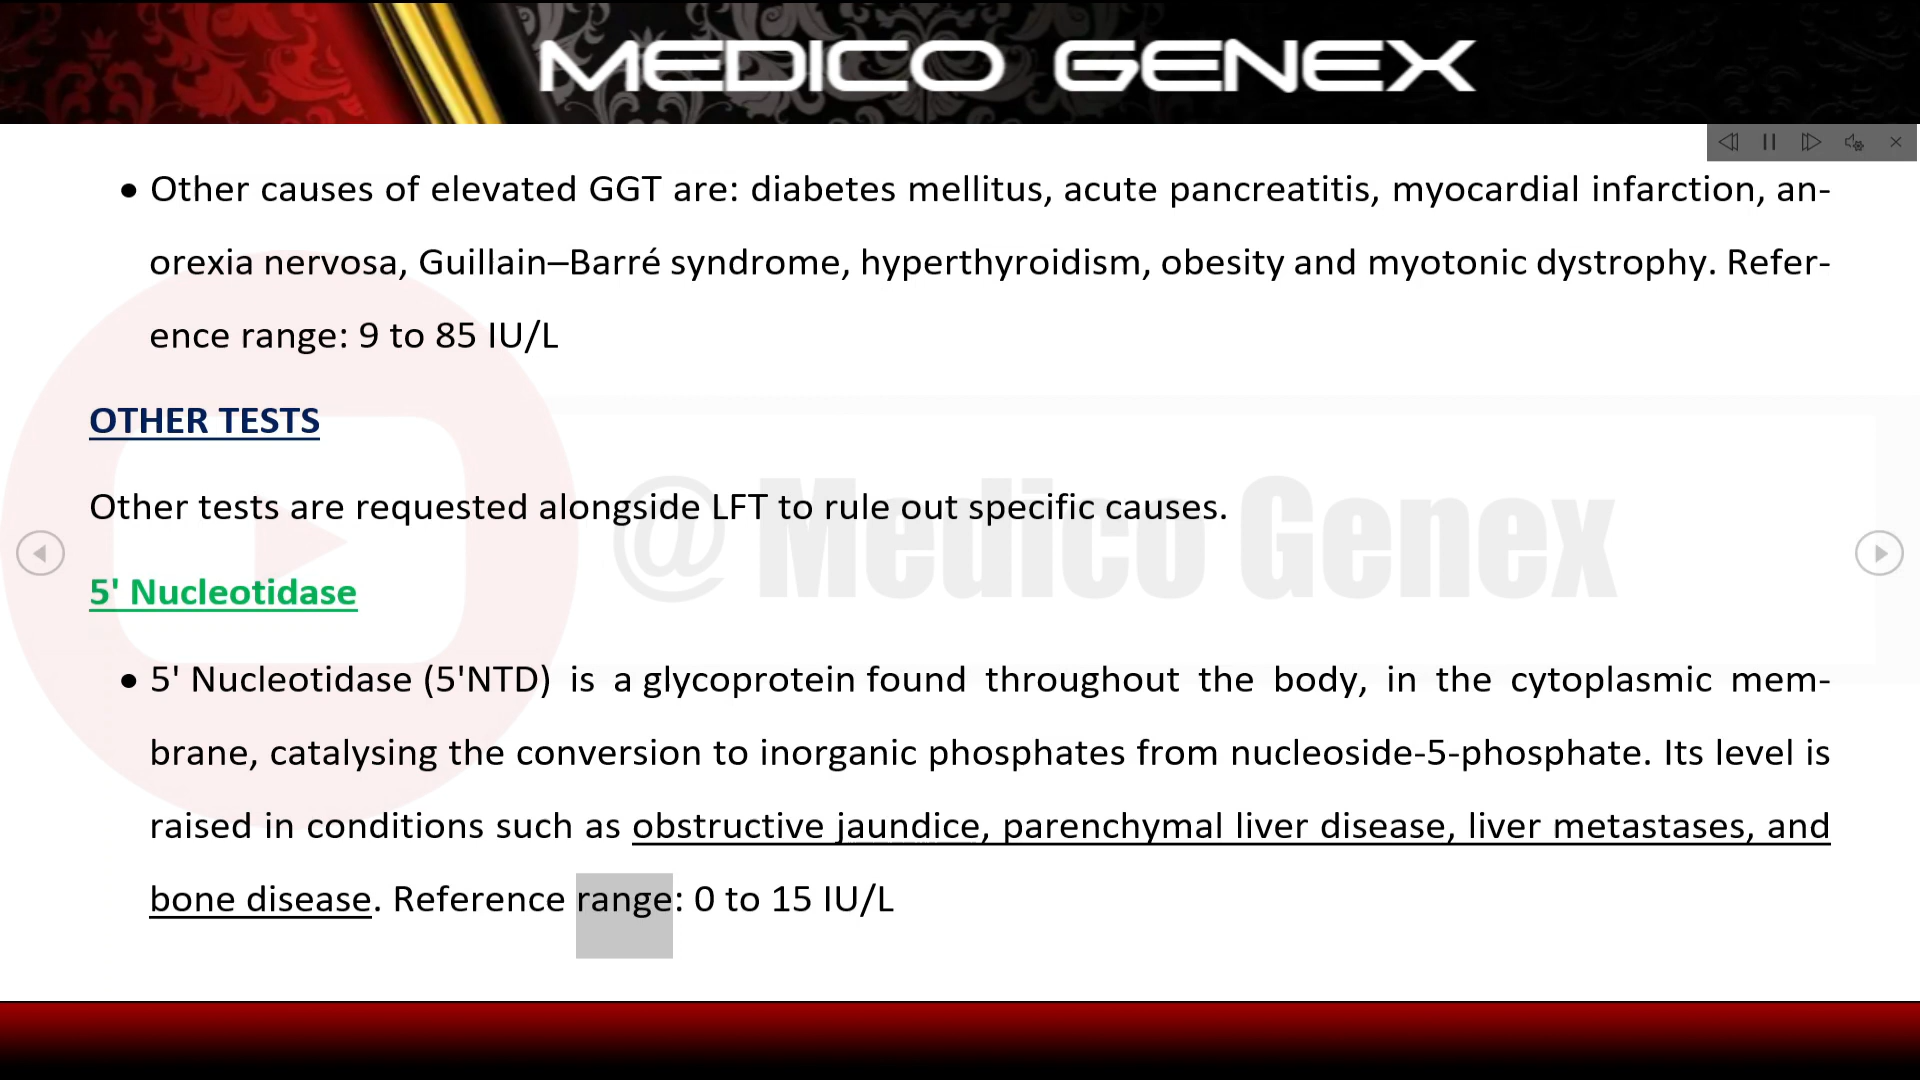 MEDICO GENEX
• Other causes of elevated GGT are: diabetes mellitus, acute pancreatitis, myocardial infarction, an-
orexia nervosa, Guillain–Barré syndrome, hyperthyroidism, obesity and myotonic dystrophy. Refer-
ence range: 9 to 85 IU/L
OTHER TESTS
Other tests are requested alongside LFT to rule out specific causes.
@Medico Genex
5' Nucleotidase
• 5' Nucleotidase (5'NTD) is a glycoprotein found throughout the body, in the cytoplasmic mem-
brane, catalysing the conversion to inorganic phosphates from nucleoside-5-phosphate. Its level is
raised in conditions such as obstructive jaundice, parenchymal liver disease, liver metastases, and
bone disease. Reference range: 0 to 15 IU/L